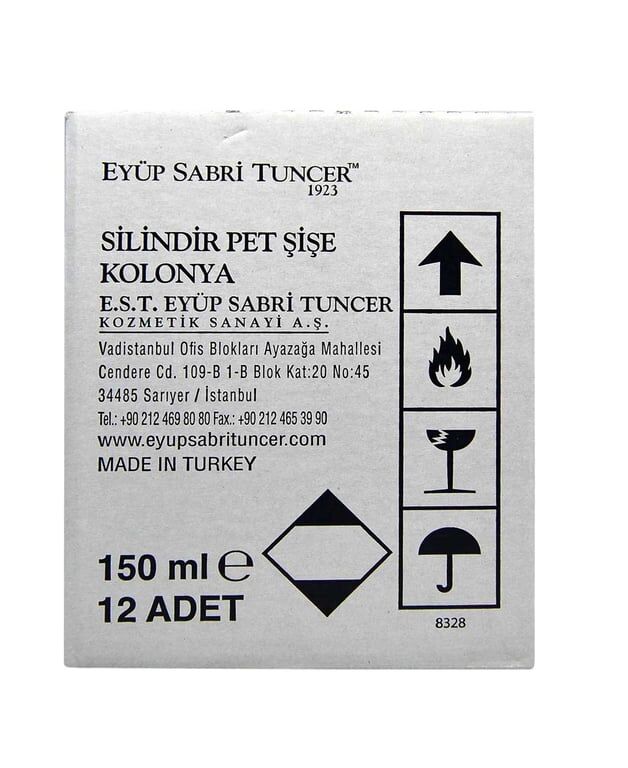 EYÜP SABRİ TUNCER™
1923
SİLİNDİR PET ŞİŞE
KOLONYA
E.S.T. EYÜP SABRİ TUNCER
KOZMETİK SANAYİ A.Ş.
Vadistanbul Ofis Blokları Ayazağa Mahallesi
Cendere Cd. 109-B 1-B Blok Kat:20 No:45
34485 Sarıyer / İstanbul
Tel.: +90 212 469 80 80 Fax.: +90 212 465 39 90
www.eyupsabrituncer.com
MADE IN TURKEY
150 ml ℮
12 ADET
8328